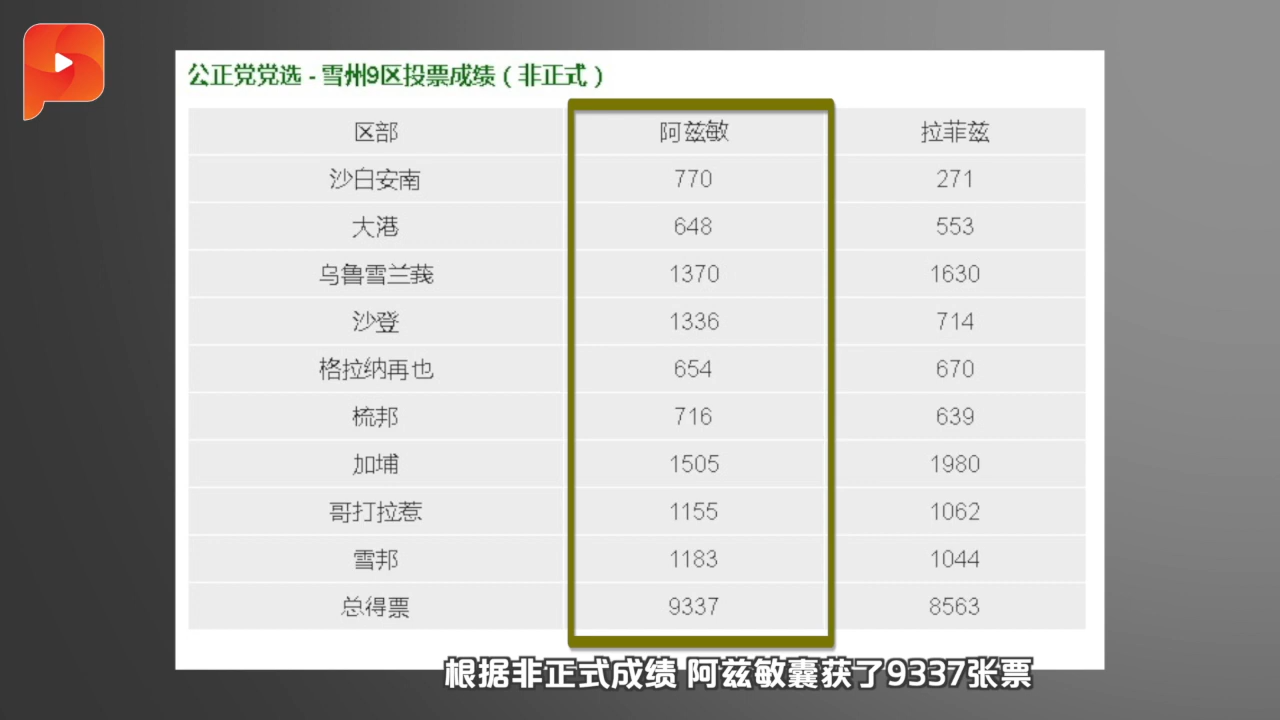 公正党党选 - 雪州9区投票成绩（非正式）
区部 阿兹敏 拉菲兹
沙白安南 770 271
大港 648 553
乌鲁雪兰莪 1370 1630
沙登 1336 714
格拉纳再也 654 670
梳邦 716 639
加埔 1505 1980
哥打拉惹 1155 1062
雪邦 1183 1044
总得票 9337 8563
根据非正式成绩 阿兹敏囊获了9337张票